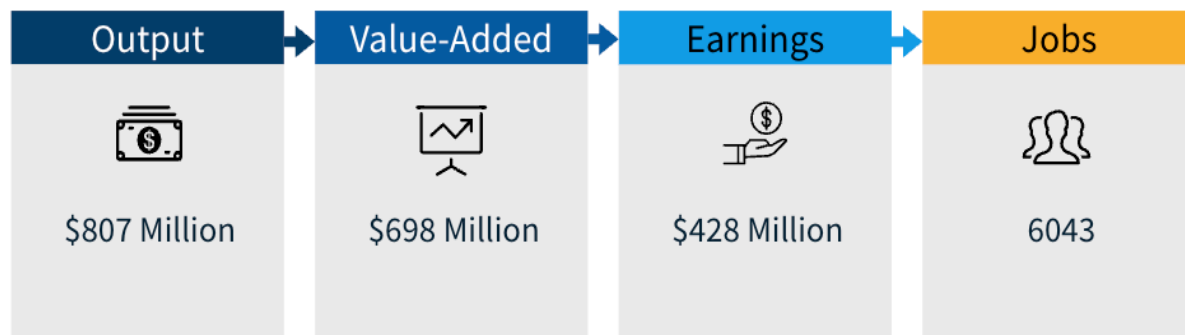 Output
Value-Added
Earnings
Jobs
$
$
$807 Million
$698 Million
$428 Million
6043